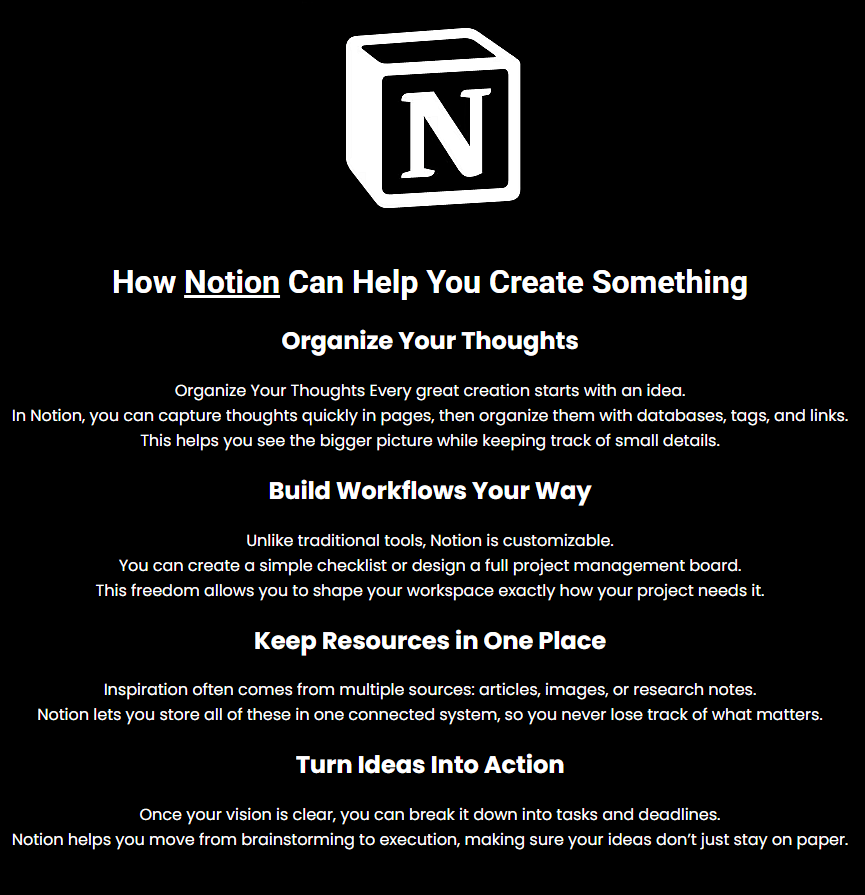 N
How Notion Can Help You Create Something
Organize Your Thoughts
Organize Your Thoughts Every great creation starts with an idea.
In Notion, you can capture thoughts quickly in pages, then organize them with databases, tags, and links.
This helps you see the bigger picture while keeping track of small details.
Build Workflows Your Way
Unlike traditional tools, Notion is customizable.
You can create a simple checklist or design a full project management board.
This freedom allows you to shape your workspace exactly how your project needs it.
Keep Resources in One Place
Inspiration often comes from multiple sources: articles, images, or research notes.
Notion lets you store all of these in one connected system, so you never lose track of what matters.
Turn Ideas Into Action
Once your vision is clear, you can break it down into tasks and deadlines.
Notion helps you move from brainstorming to execution, making sure your ideas don’t just stay on paper.